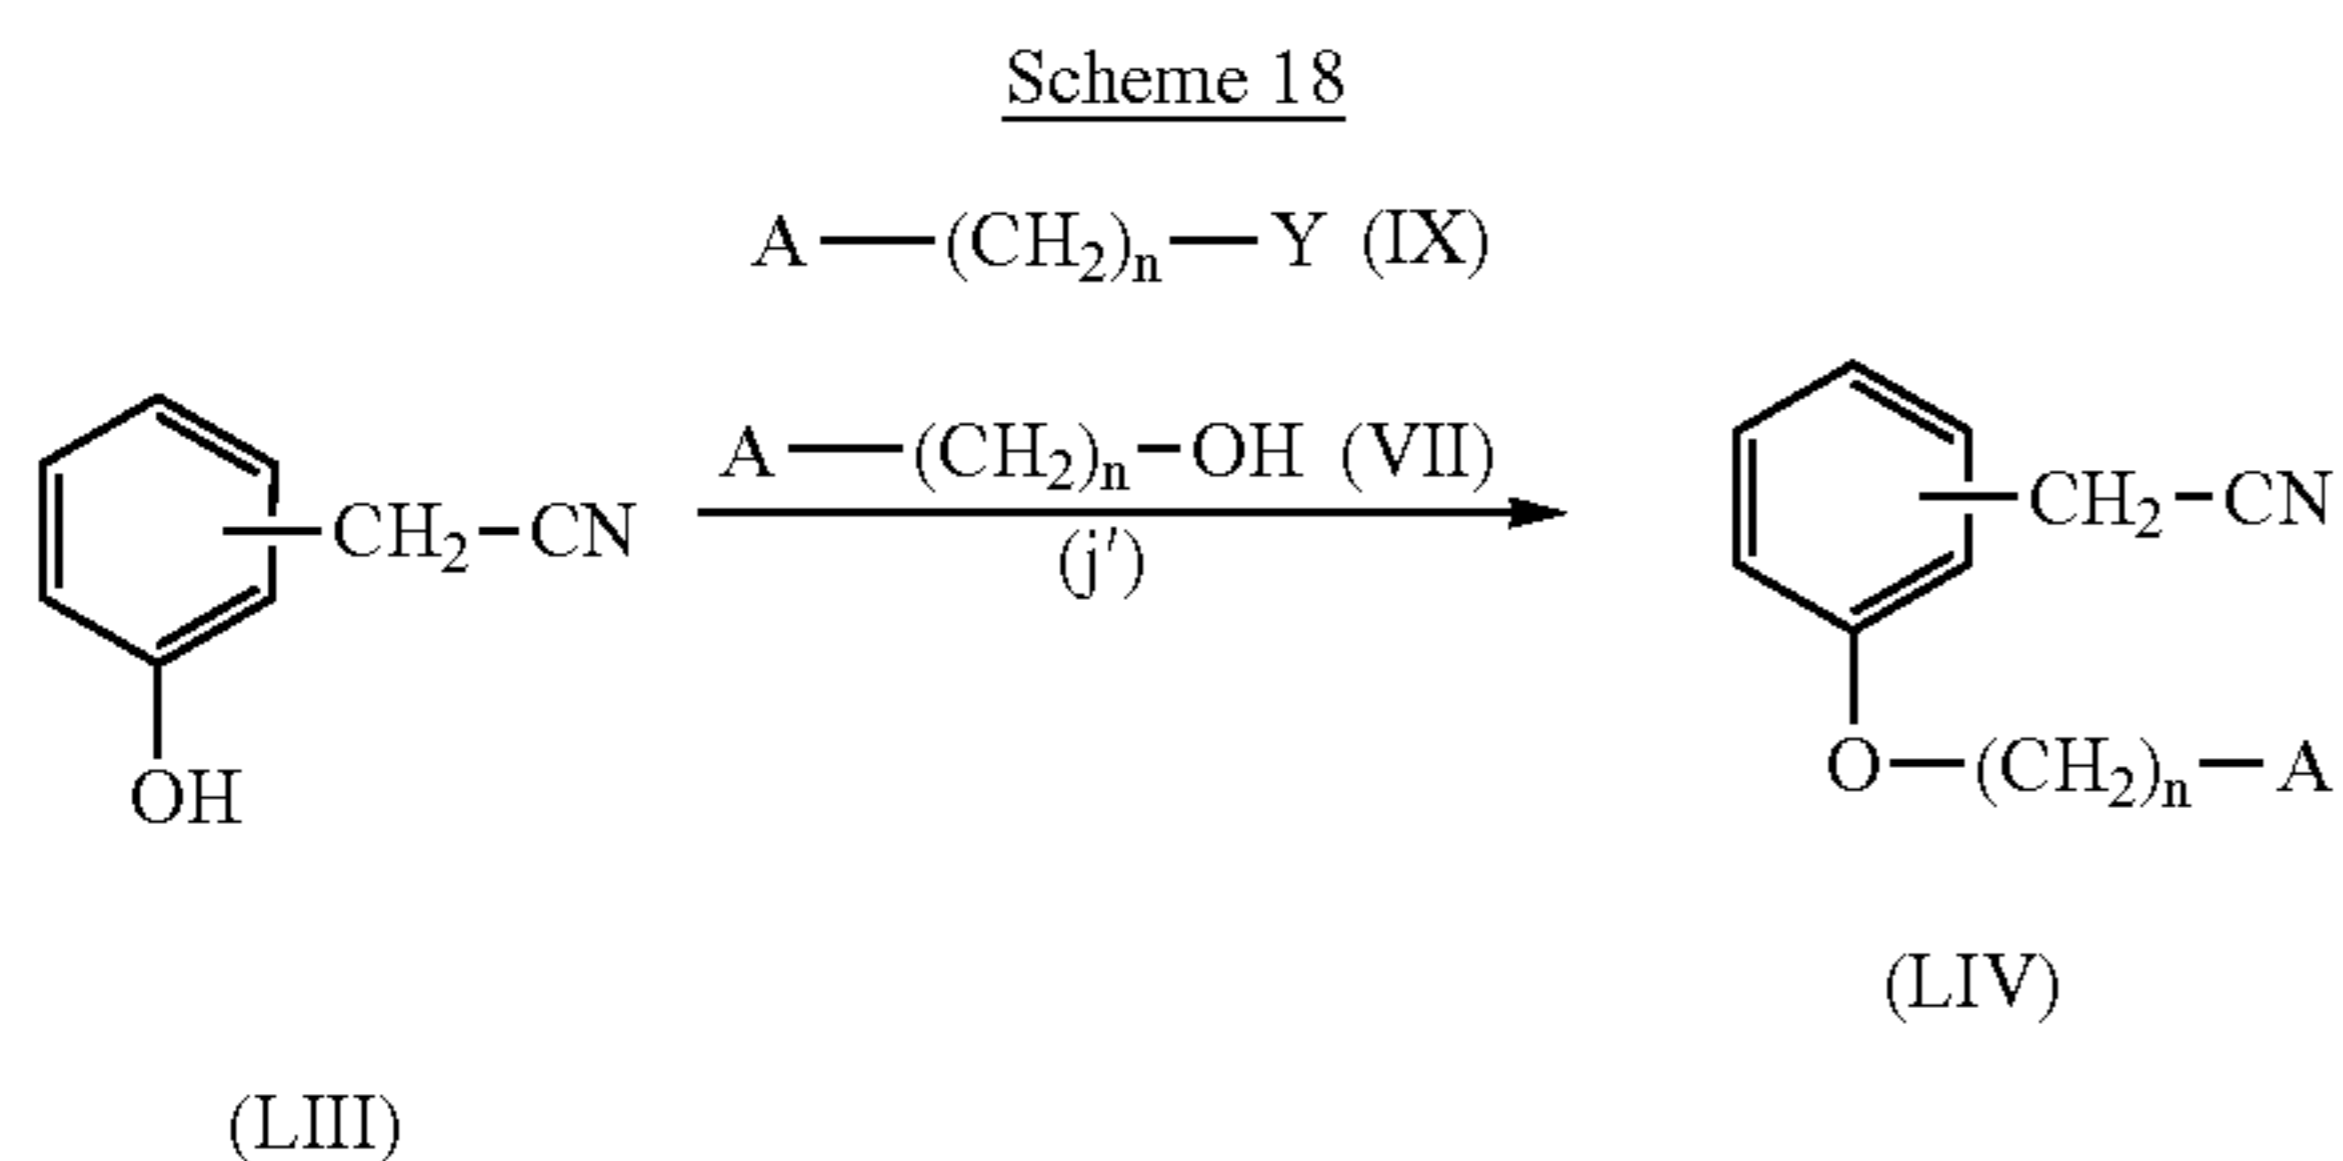 Scheme 18
A—(CH2)n—Y (IX)
A—(CH2)n—OH (VII)
(j')
CH2—CN
OH
(LIII)
CH2—CN
O—(CH2)n—A
(LIV)